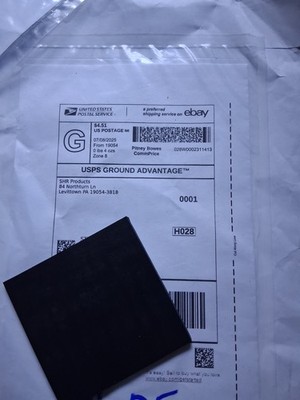 UNITED STATES
POSTAL SERVICE
a preferred
shipping service on
ebay
G
$4.51
US POSTAGE
07/09/2025
From 19054
0 lbs 4 ozs
Zone 8
Pitney Bowes
CommPrice
USPS GROUND ADVANTAGE™
SHR Products
94 Northturn Ln
Levittown PA 19054-3818
0001
H028